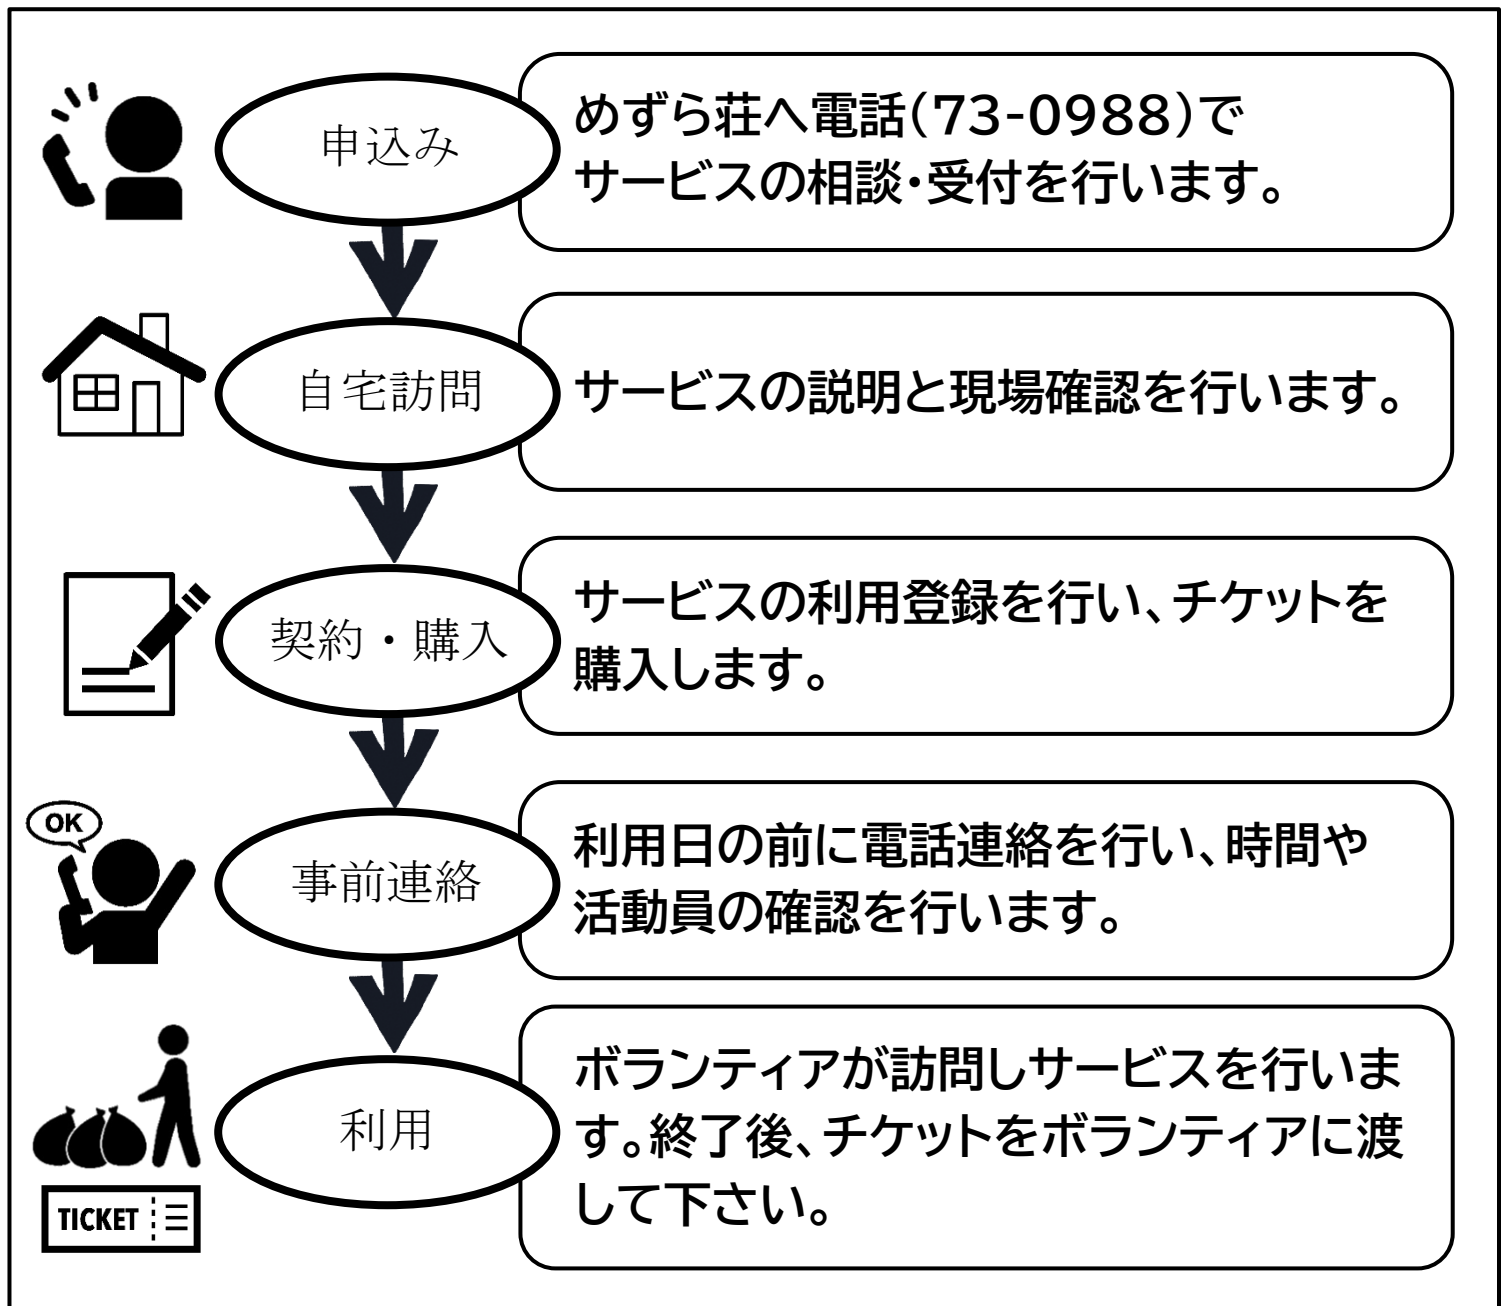 申込み
めずら荘へ電話(73-0988)で
サービスの相談・受付を行います。
自宅訪問
サービスの説明と現場確認を行います。
契約・購入
サービスの利用登録を行い、チケットを
購入します。
OK
事前連絡
利用日の前に電話連絡を行い、時間や
活動員の確認を行います。
利用
ボランティアが訪問しサービスを行いま
す。終了後、チケットをボランティアに渡
して下さい。
TICKET